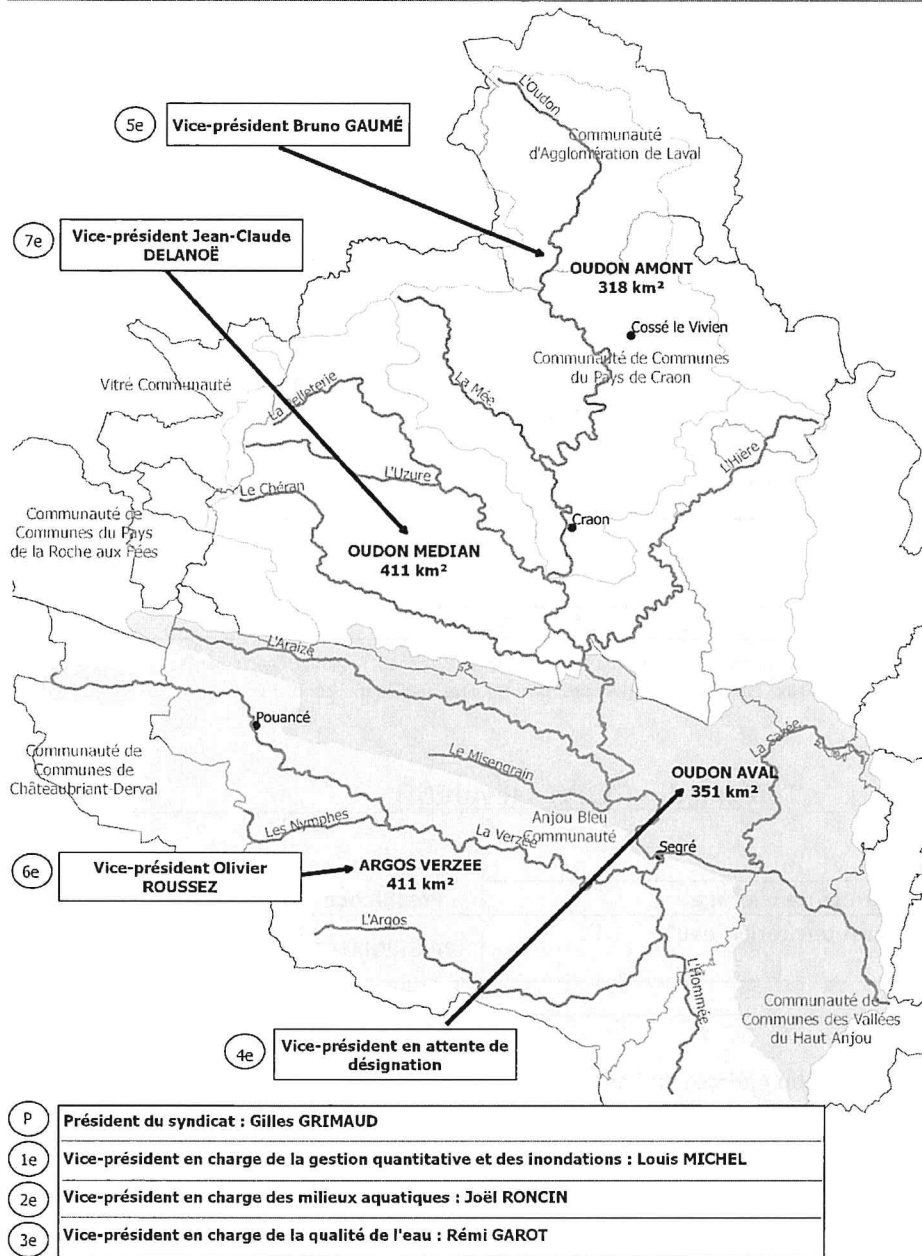 L'Oudon
5e
Vice-président Bruno GAUMÉ
Communauté
d'Agglomération de Laval
7e
Vice-président Jean-Claude
DELANOË
OUDON AMONT
318 km²
Cossé le Vivien
Communauté de Communes
du Pays de Craon
Vitré Communauté
La Pelleterie
La Mée
L'Hière
L'Uzure
Le Chéran
Communauté de
Communes du Pays
de la Roche aux Fées
Craon
OUDON MEDIAN
411 km²
L'Araize
Pouancé
Communauté de
Communes de
Châteaubriant-Derval
Le Misengrain
La Sazée
OUDON AVAL
351 km²
Anjou Bleu
Communauté
Les Nymphes
La Verzée
Segré
6e
Vice-président Olivier
ROUSSEZ
ARGOS VERZEE
411 km²
L'Argos
L'Hommée
Communauté de
Communes des Vallées
du Haut Anjou
4e
Vice-président en attente de
désignation
P
Président du syndicat : Gilles GRIMAUD
1e
Vice-président en charge de la gestion quantitative et des inondations : Louis MICHEL
2e
Vice-président en charge des milieux aquatiques : Joël RONCIN
3e
Vice-président en charge de la qualité de l'eau : Rémi GAROT